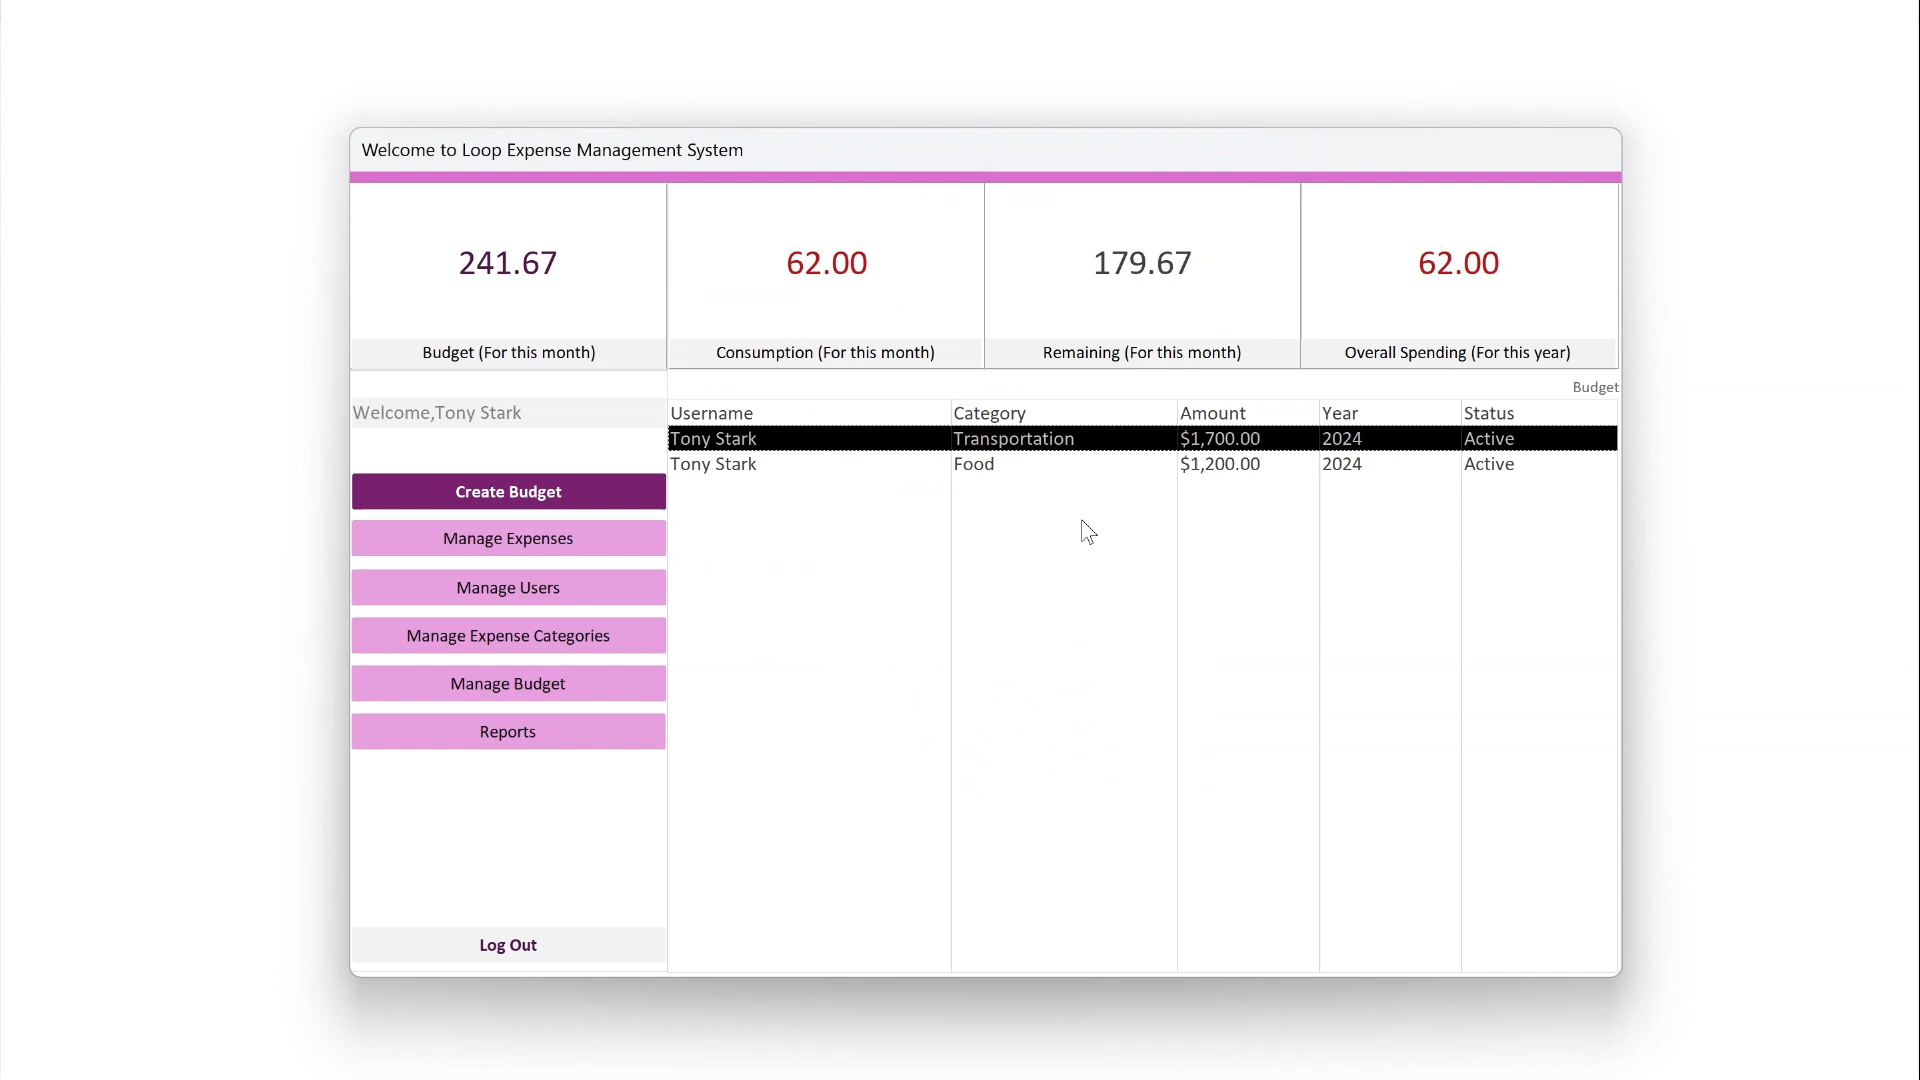 Welcome to Loop Expense Management System
241.67
62.00
179.67
62.00
Budget (For this month)
Consumption (For this month)
Remaining (For this month)
Overall Spending (For this year)
Budget
Welcome,Tony Stark
Username Category Amount Year Status
Tony Stark Transportation $1,700.00 2024 Active
Tony Stark Food $1,200.00 2024 Active
Create Budget
Manage Expenses
Manage Users
Manage Expense Categories
Manage Budget
Reports
Log Out